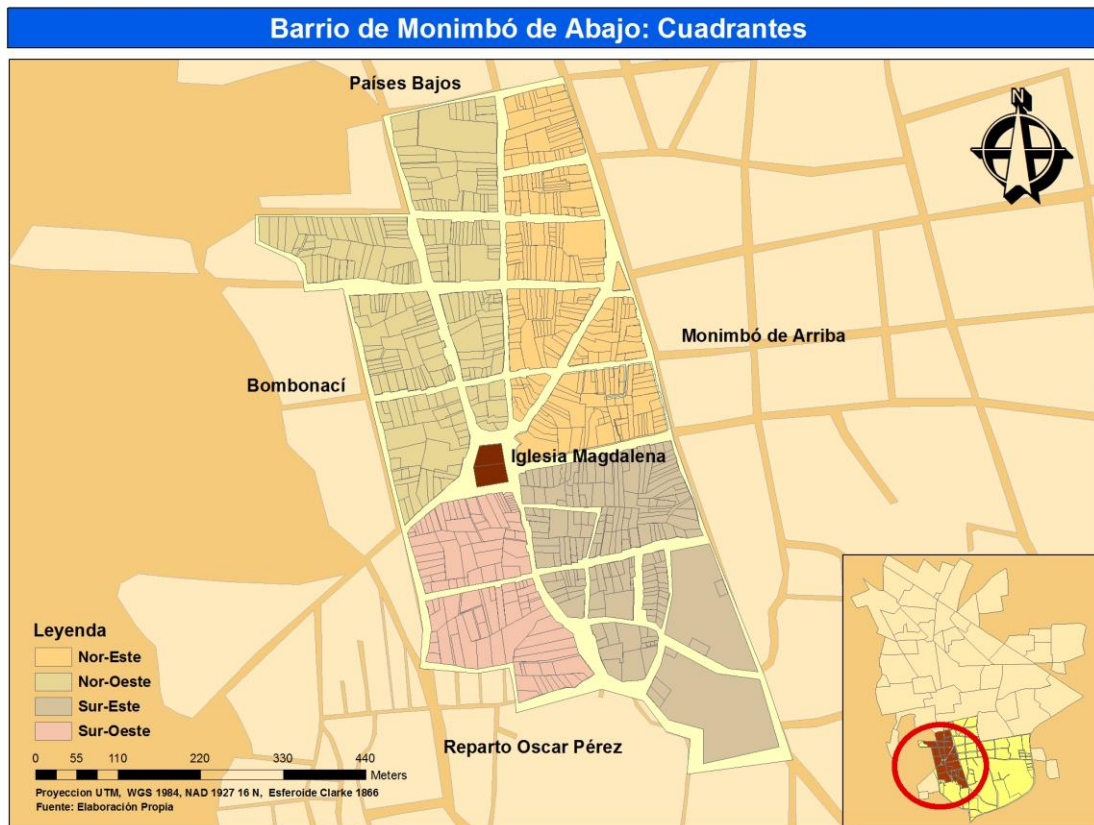 Barrio de Monimbó de Abajo: Cuadrantes
Países Bajos
N
Monimbó de Arriba
Bombonací
Iglesia Magdalena
Reparto Oscar Pérez
Leyenda
Nor-Este
Nor-Oeste
Sur-Este
Sur-Oeste
0 55 110 220 330 440
Meters
Proyeccion UTM, WGS 1984, NAD 1927 16 N, Esferoide Clarke 1866
Fuente: Elaboración Propia